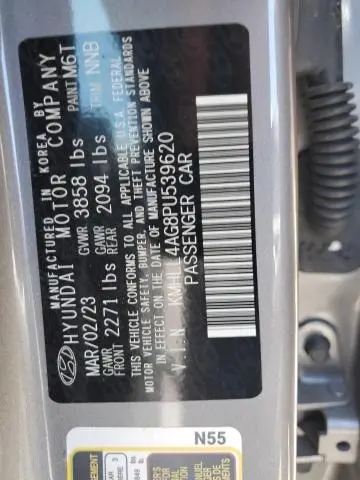 MANUFACTURED IN KOREA BY
HYUNDAI MOTOR COMPANY
MAR/02/23 GVWR 3858 lbs PAINT M6T
GAWR FRONT 2271 lbs GAWR REAR 2094 lbs TRIM NNB
THIS VEHICLE CONFORMS TO ALL APPLICABLE U.S.A. FEDERAL
MOTOR VEHICLE SAFETY, BUMPER, AND THEFT PREVENTION STANDARDS
IN EFFECT ON THE DATE OF MANUFACTURE SHOWN ABOVE
V.I.N KMHLL4AG8PU539620
PASSENGER CAR
N55